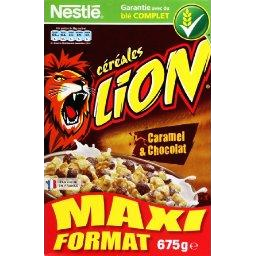 Nestlé
Garantie avec du
blé COMPLET
céréales
LION
Caramel
& Chocolat
MAXI
FORMAT
675g e